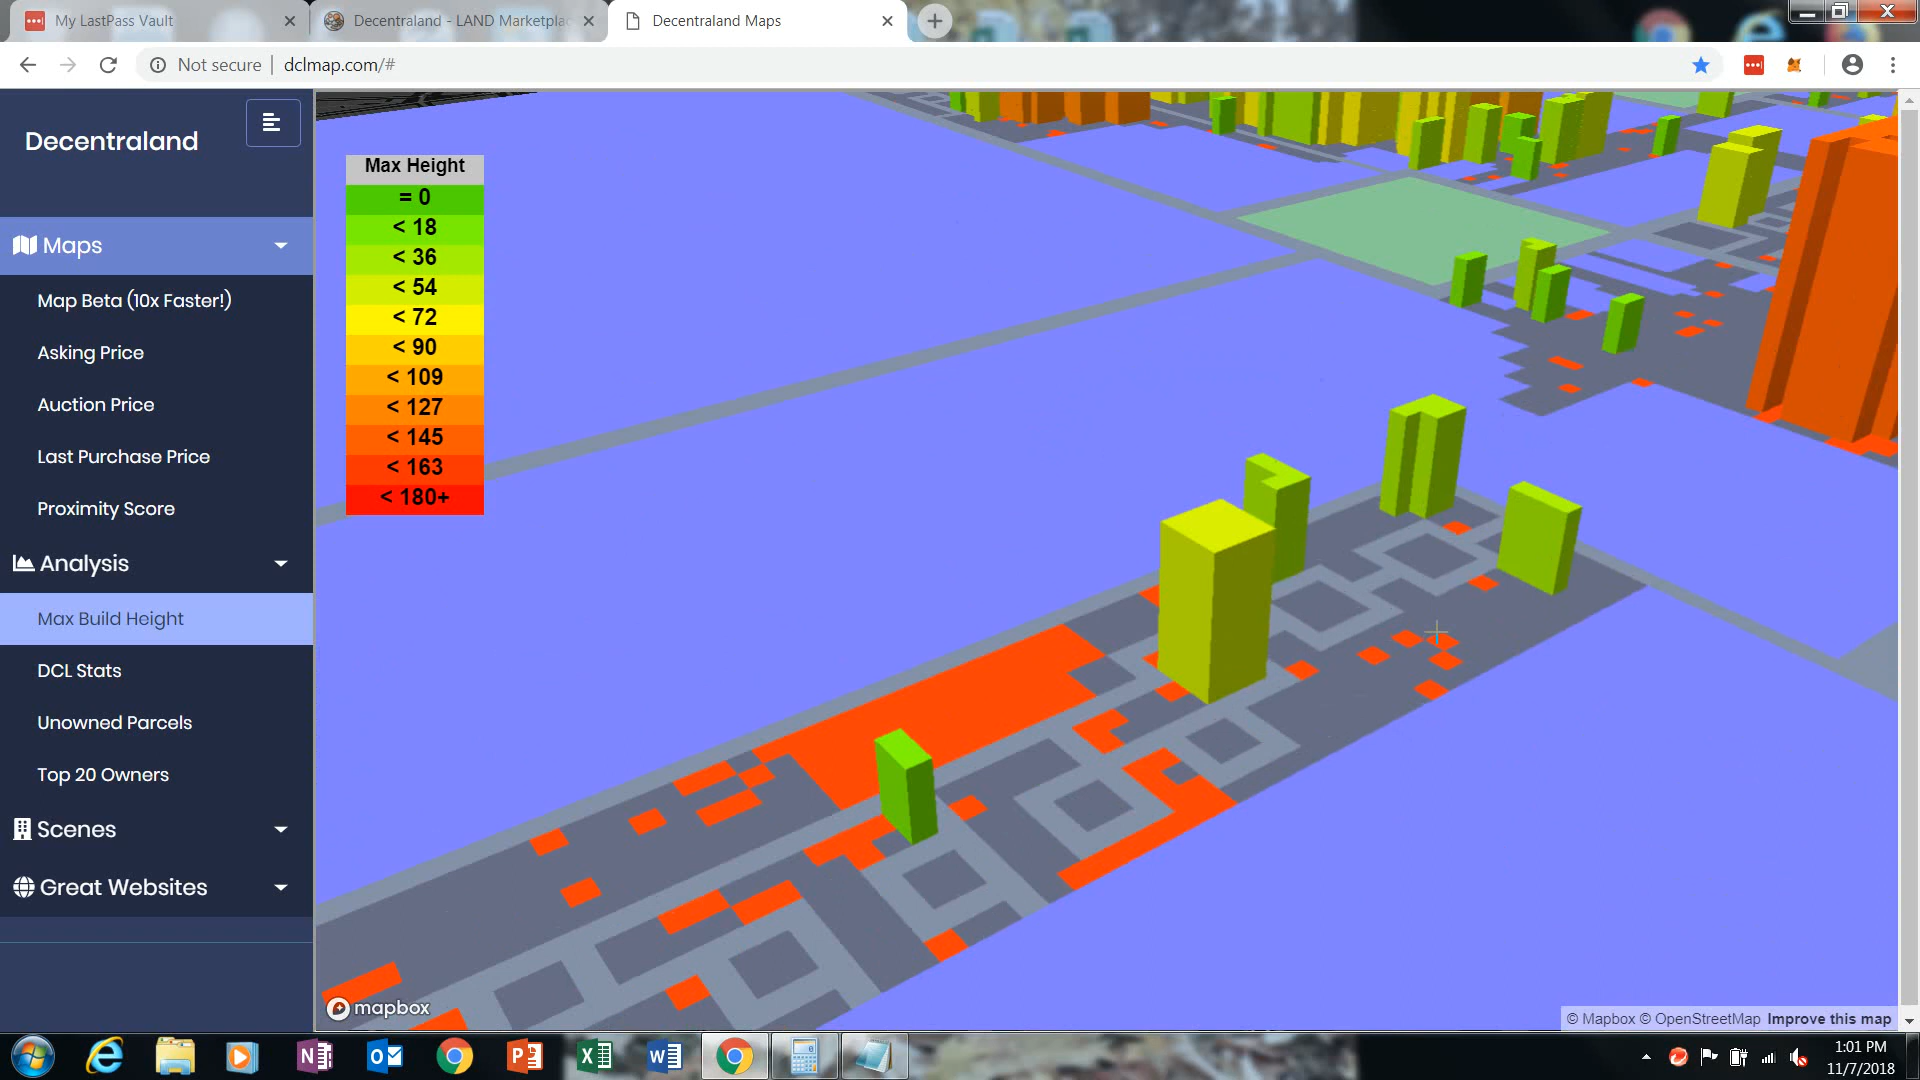 My LastPass Vault
Decentraland - LAND Marketplac
Decentraland Maps
Not secure
dclmap.com/#
Decentraland
Maps
Map Beta (10x Faster!)
Asking Price
Auction Price
Last Purchase Price
Proximity Score
Analysis
Max Build Height
DCL Stats
Unowned Parcels
Top 20 Owners
Scenes
Great Websites
Max Height
= 0
< 18
< 36
< 54
< 72
< 90
< 109
< 127
< 145
< 163
< 180+
mapbox
© Mapbox © OpenStreetMap Improve this map
1:01 PM
11/7/2018